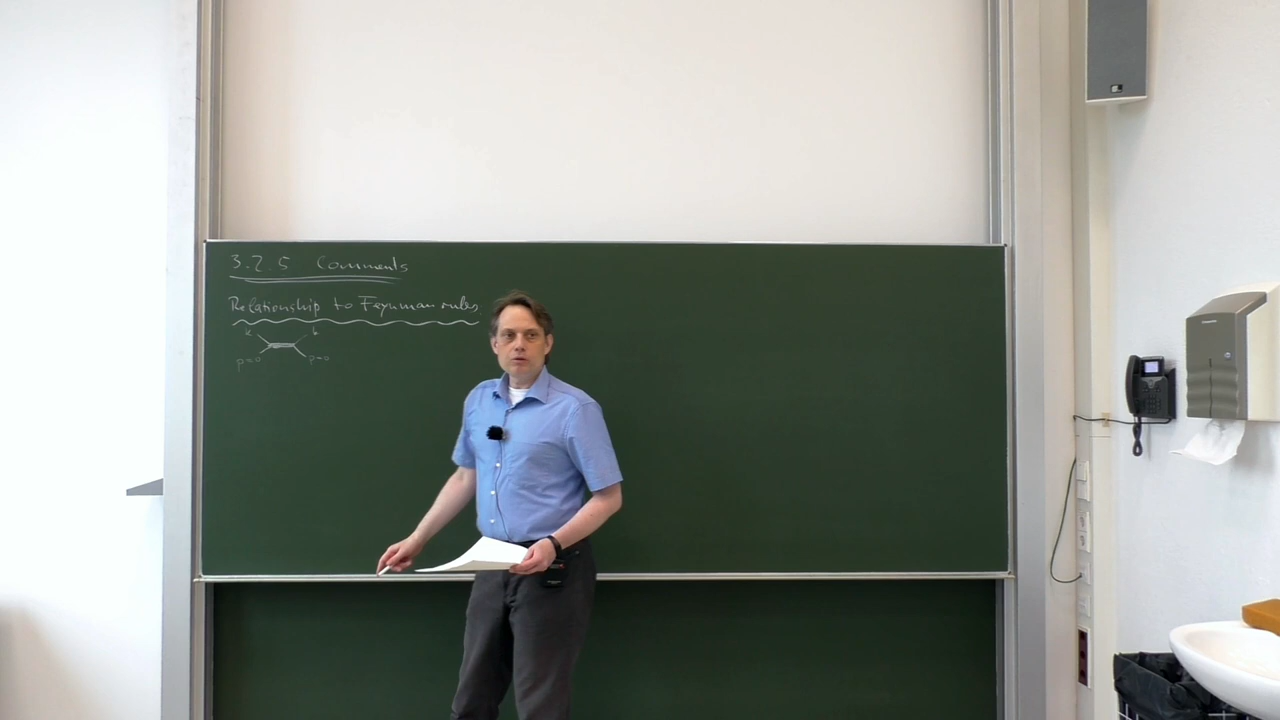 3.2.5 Comments
Relationship to Feynman rules
k k
p=0 p=0